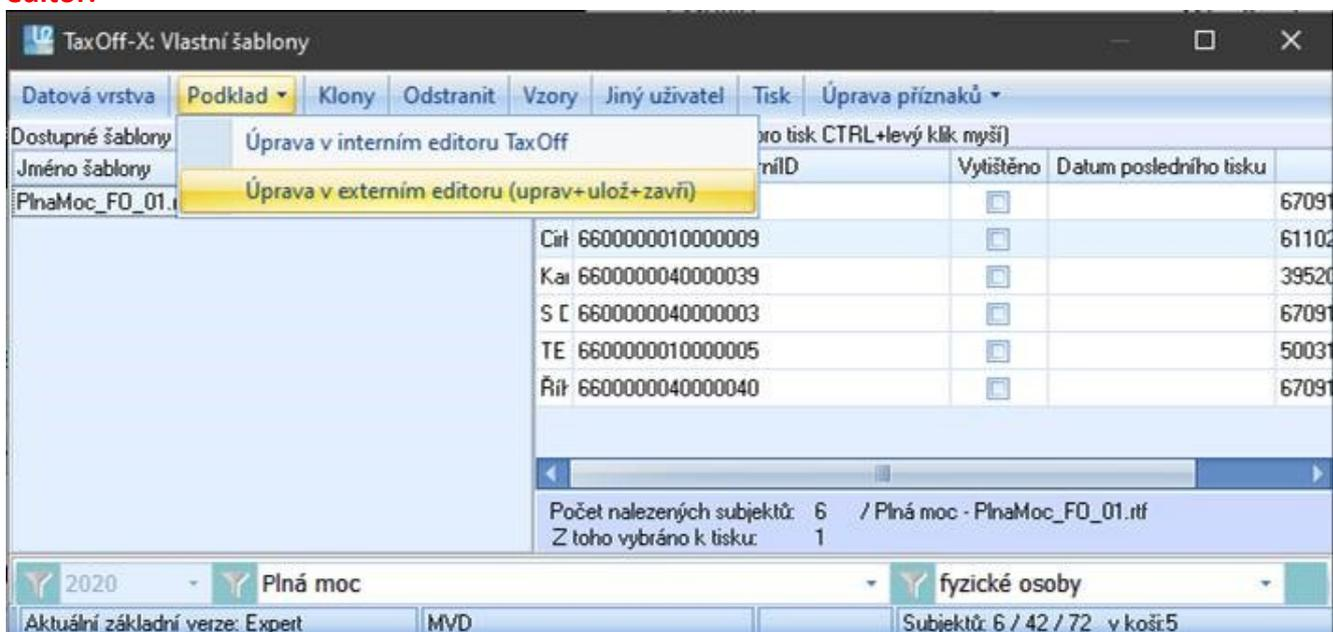 TaxOff-X: Vlastní šablony
Datová vrstva Podklad Klony Odstranit Vzory Jiný uživatel Tisk Úprava příznaků
Dostupné šablony pro tisk CTRL+levý klik myší)
Úprava v interním editoru TaxOff
Jméno šablony Vytištěno Datum posledního tisku
Úprava v externím editoru (uprav+ulož+zavři)
PlnaMoc_FO_01. 67091
6600000010000009 61102
6600000040000039 39520
S 6600000040000003 67091
TE 6600000010000005 50031
6600000040000040 67091
Počet nalezených subjektů: 6 / Plná moc - PlnaMoc_FO_01.rtf
Z toho vybráno k tisku: 1
2020 Plná moc fyzické osoby
Aktuální základní verze: Expert MVD Subjektů: 6 / 42 / 72 v koši:5